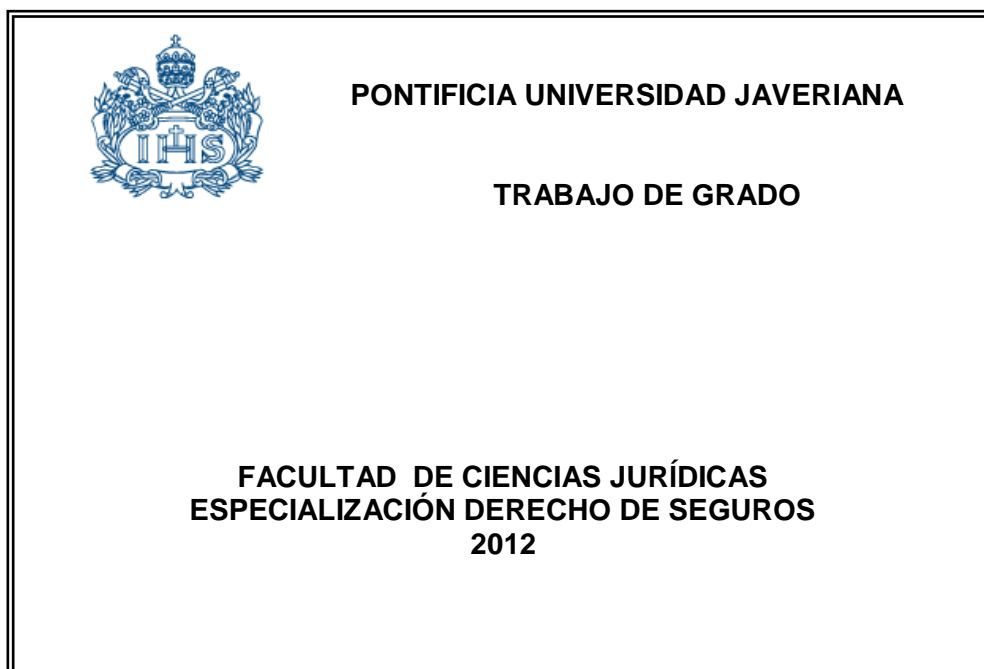 IHS
PONTIFICIA UNIVERSIDAD JAVERIANA
TRABAJO DE GRADO
FACULTAD DE CIENCIAS JURÍDICAS
ESPECIALIZACIÓN DERECHO DE SEGUROS
2012